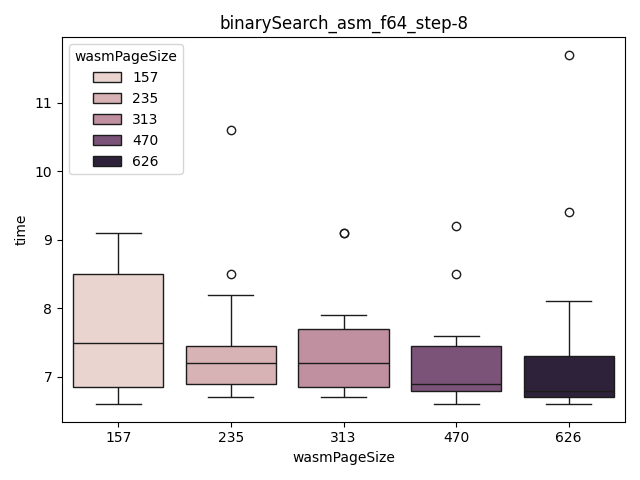 binarySearch_asm_f64_step-8
wasmPageSize
157
235
313
470
626
11
10
9
8
7
time
157 235 313 470 626
wasmPageSize